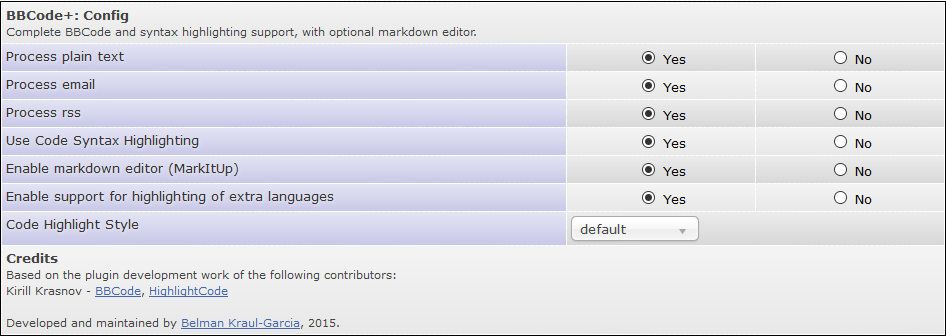 BBCode+: Config
Complete BBCode and syntax highlighting support, with optional markdown editor.
Process plain text Yes No
Process email Yes No
Process rss Yes No
Use Code Syntax Highlighting Yes No
Enable markdown editor (MarkItUp) Yes No
Enable support for highlighting of extra languages Yes No
Code Highlight Style default
Credits
Based on the plugin development work of the following contributors:
Kirill Krasnov - BBCode, HighlightCode
Developed and maintained by Belman Kraul-Garcia, 2015.